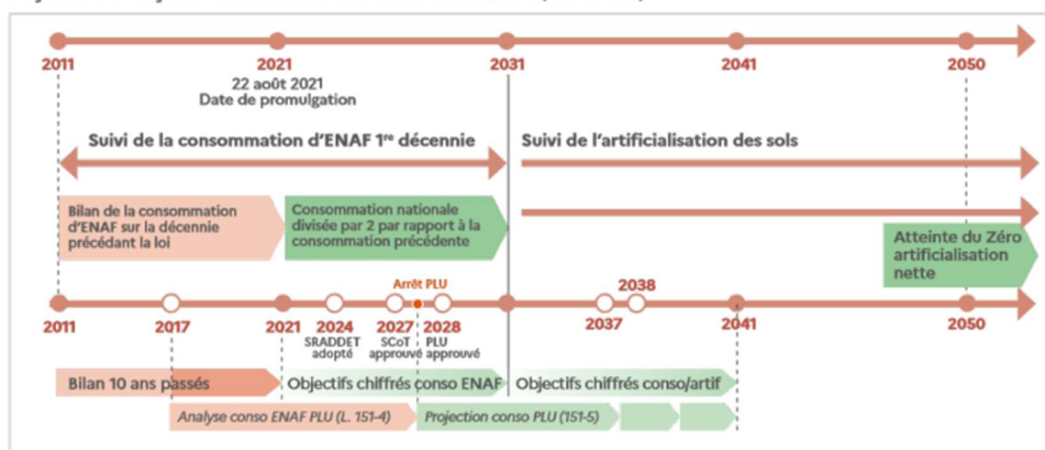 2011
2021
2031
2041
2050
22 août 2021
Date de promulgation
Suivi de la consommation d'ENAF 1re décennie
Suivi de l'artificialisation des sols
Bilan de la consommation
d'ENAF sur la décennie
précédant la loi
Consommation nationale
divisée par 2 par rapport à la
consommation précédente
Atteinte du Zéro
artificialisation
nette
Arrêt PLU
2038
2011
2017
2021
2024
2027
2028
2037
2041
2050
SRADDET
adopté
SCoT
approuvé
PLU
approuvé
Bilan 10 ans passés
Objectifs chiffrés conso ENAF
Objectifs chiffrés conso/artif
Analyse conso ENAF PLU (L. 151-4)
Projection conso PLU (151-5)